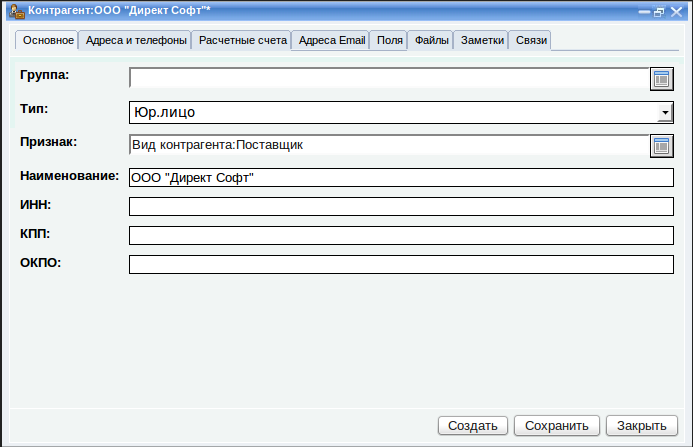 Контрагент:ООО "Директ Софт"*
Основное Адреса и телефоны Расчетные счета Адреса Email Поля Файлы Заметки Связи
Группа:
Тип: Юр.лицо
Признак: Вид контрагента:Поставщик
Наименование: ООО "Директ Софт"
ИНН:
КПП:
ОКПО:
Создать Сохранить Закрыть